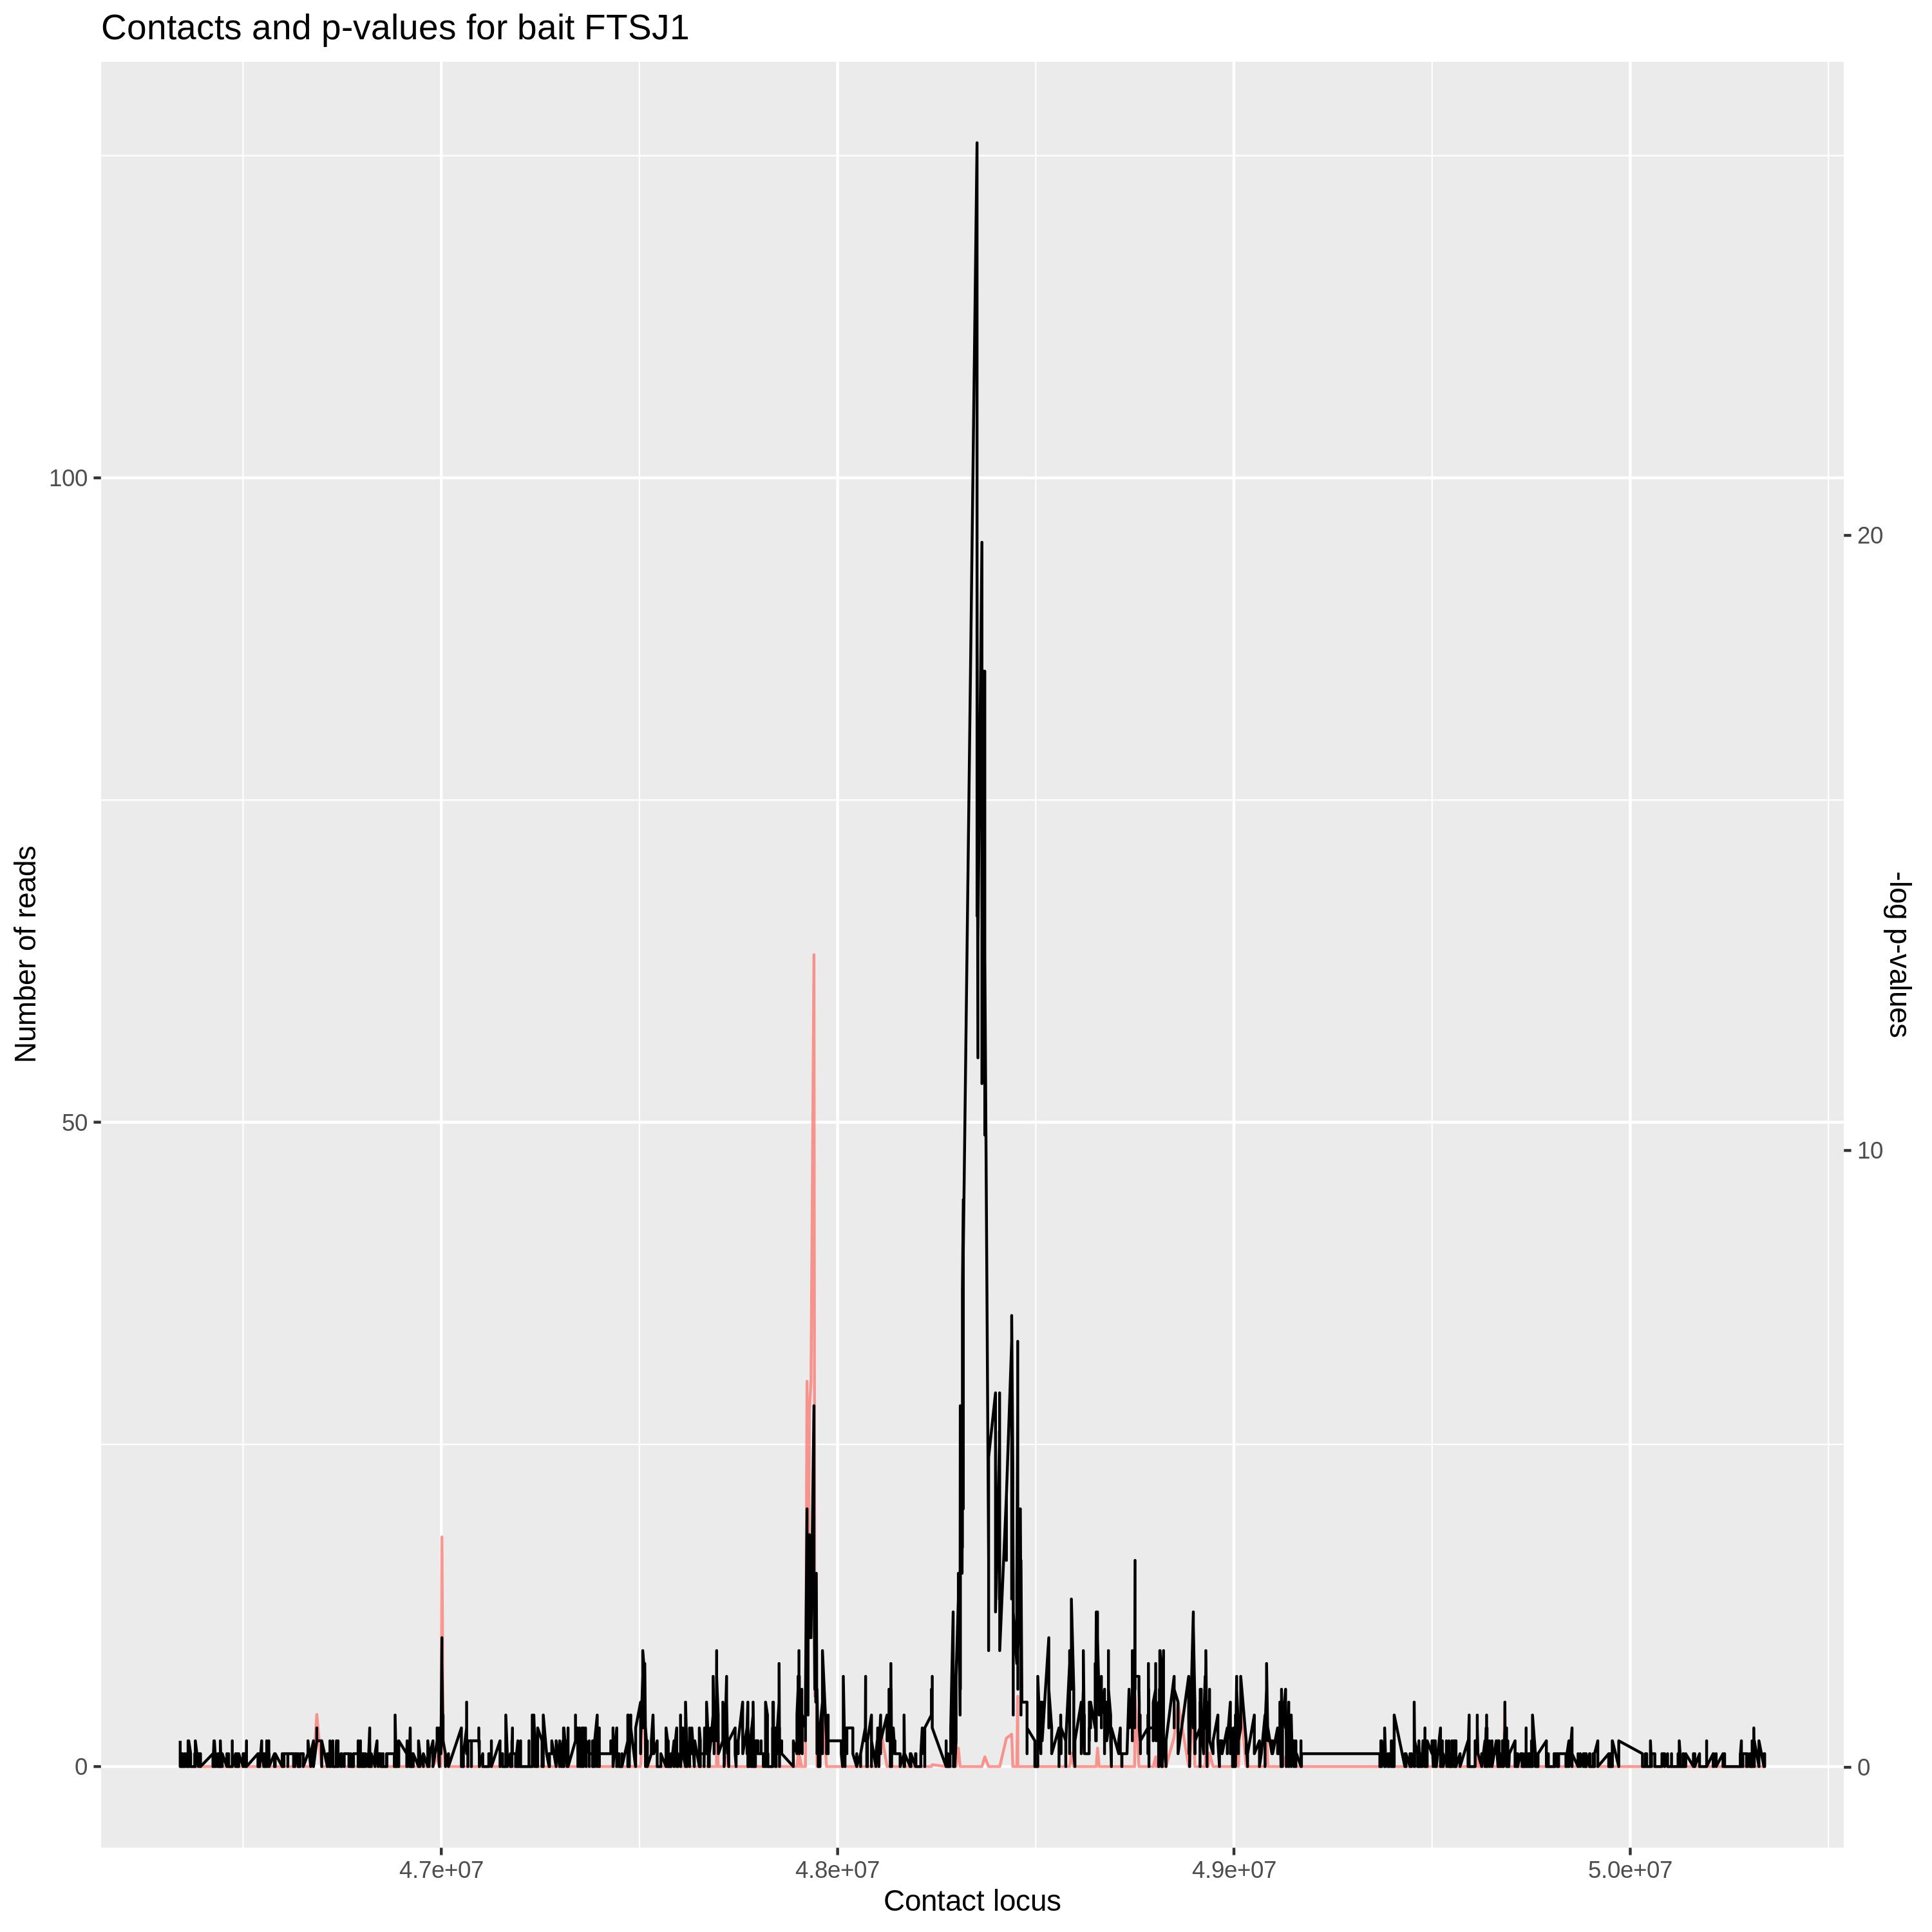 Contacts and p-values for bait FTSJ1
100
50
0
Number of reads
20
10
0
-log p-values
4.7e+07
4.8e+07
4.9e+07
5.0e+07
Contact locus